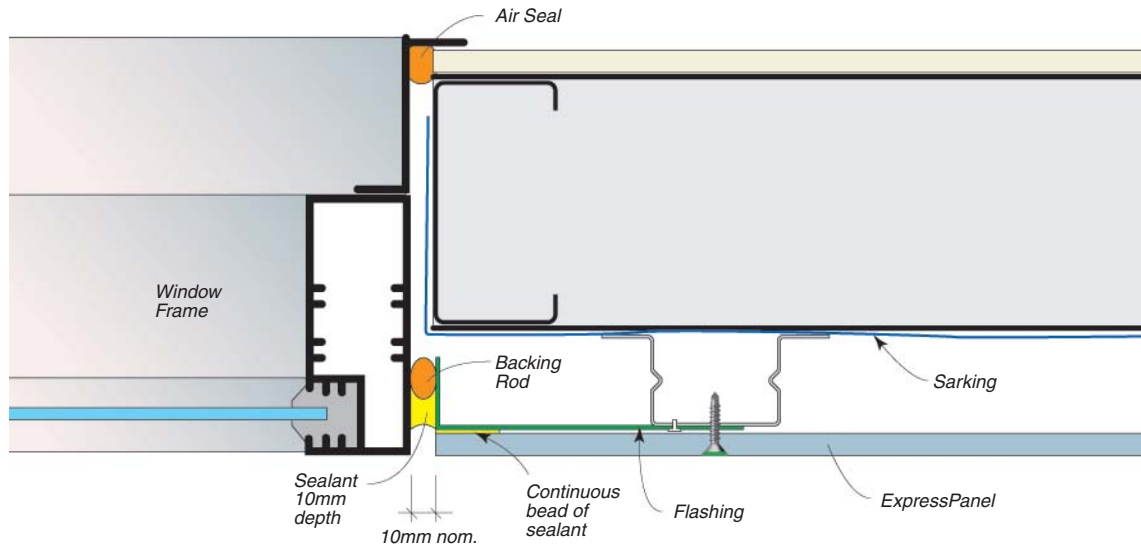 Air Seal
Window
Frame
Backing
Rod
Sarking
Sealant
10mm
depth
Continuous
bead of
sealant
Flashing
ExpressPanel
10mm nom.